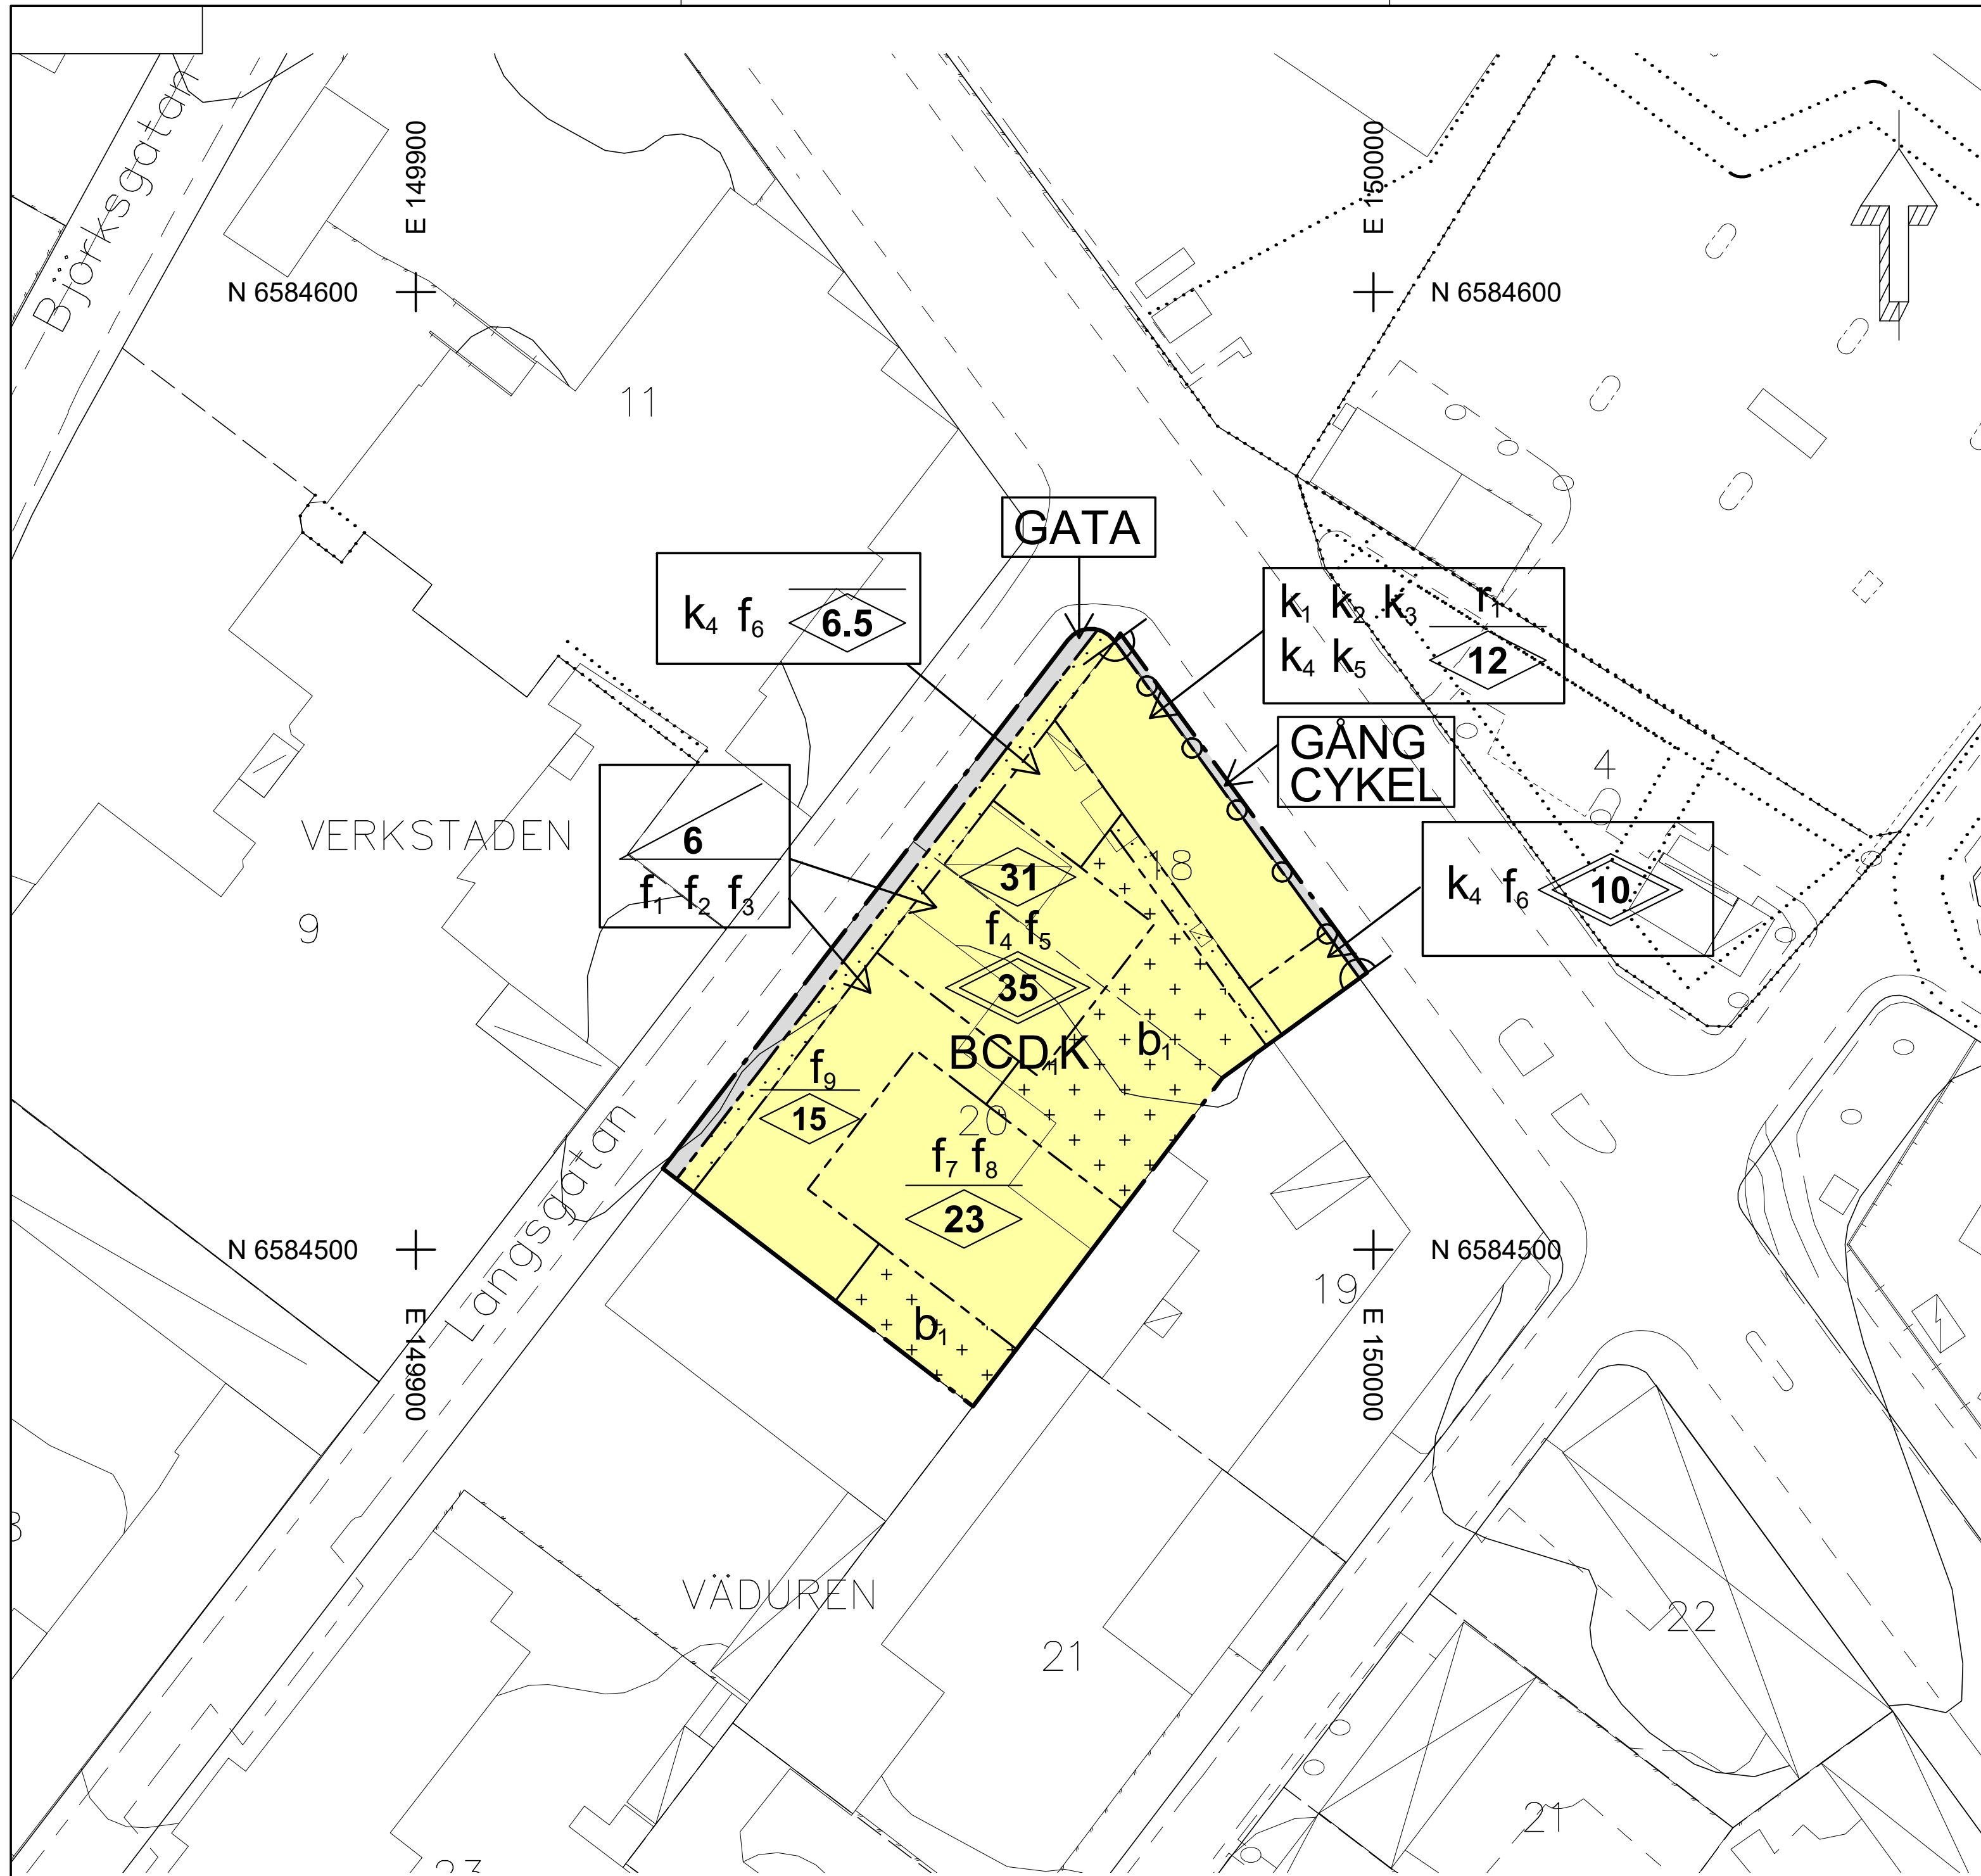 Björksgatan
E 149900
E 150000
N 6584600
N 6584600
11
GATA
k4 f6 6.5
k1 k2 k3 r1
k4 k5 12
GÅNG
CYKEL
4
VERKSTADEN
6
f1 f2 f3
9
31
18
k4 f6 10
f4 f5
35
BCD1K
b1
f9
15
20
f7 f8
23
Langsgatan
N 6584500
N 6584500
19
E 149900
E 150000
b1
VÄDUREN
21
22
21